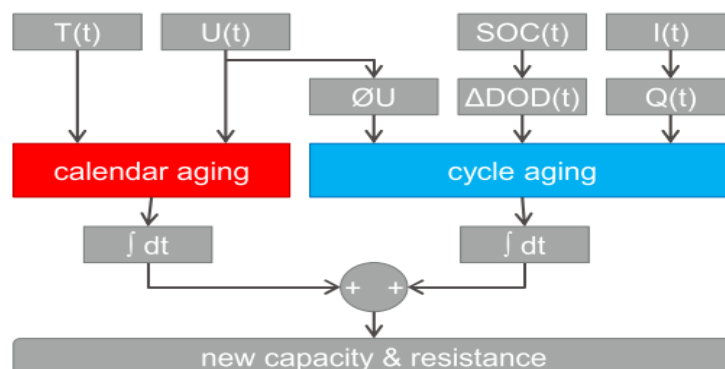 T(t) U(t) SOC(t) I(t)
ØU ΔDOD(t) Q(t)
calendar aging cycle aging
∫ dt ∫ dt
+ +
new capacity & resistance